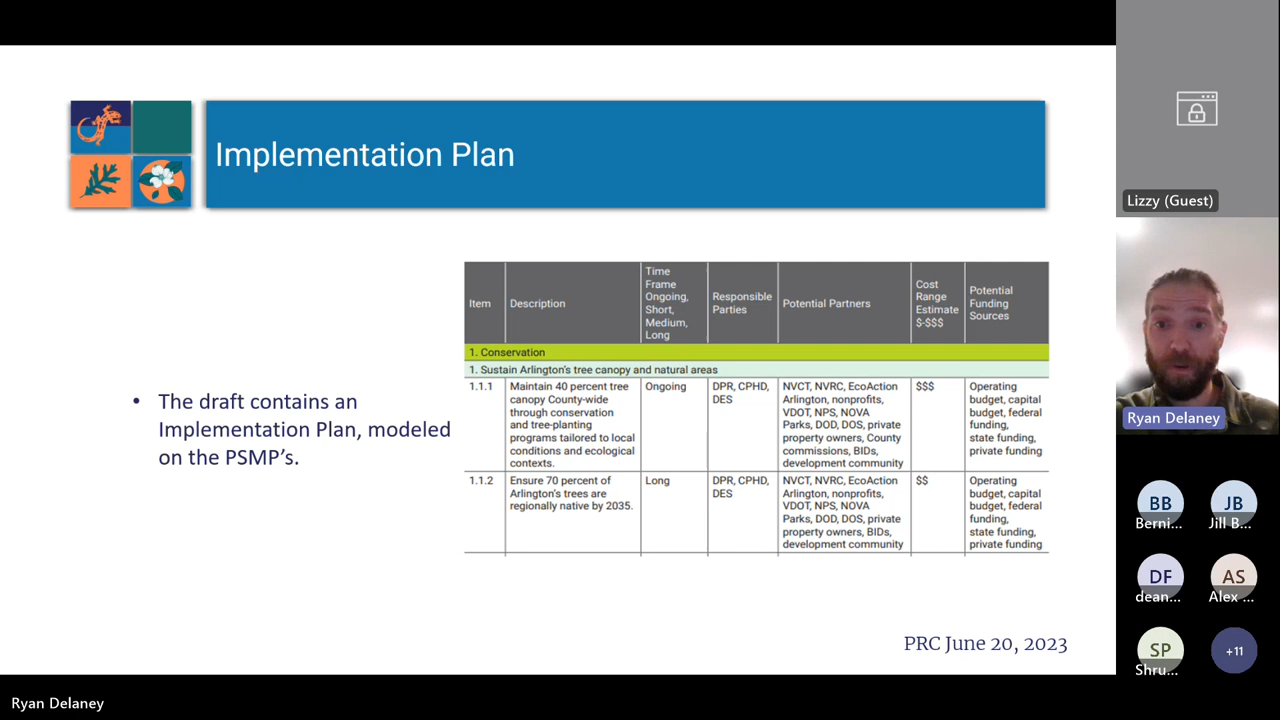 Implementation Plan
Item
Description
Time
Frame
Ongoing,
Short,
Medium,
Long
Responsible
Parties
Potential Partners
Cost
Range
Estimate
$-$$$
Potential
Funding
Sources
1. Conservation
1. Sustain Arlington's tree canopy and natural areas
1.1.1
Maintain 40 percent tree
canopy County-wide
through conservation
and tree-planting
programs tailored to local
conditions and ecological
contexts.
Ongoing
DPR, CPHD,
DES
NVCT, NVRC, EcoAction
Arlington, nonprofits,
VDOT, NPS, NOVA
Parks, DOD, DOS, private
property owners, County
commissions, BIDs,
development community
$$$
Operating
budget, capital
budget, federal
funding,
state funding,
private funding
1.1.2
Ensure 70 percent of
Arlington's trees are
regionally native by 2035.
Long
DPR, CPHD,
DES
NVCT, NVRC, EcoAction
Arlington, nonprofits,
VDOT, NPS, NOVA
Parks, DOD, DOS, private
property owners, BIDs,
development community
$$
Operating
budget, capital
budget, federal
funding,
state funding,
private funding
• The draft contains an
Implementation Plan, modeled
on the PSMP's.
PRC June 20, 2023
Lizzy (Guest)
Ryan Delaney
BB
Berni...
JB
Jill B...
DF
dean...
AS
Alex ...
SP
Shru...
+11
Ryan Delaney